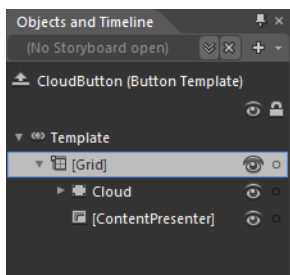 Objects and Timeline
(No Storyboard open)
CloudButton (Button Template)
Template
[Grid]
Cloud
[ContentPresenter]